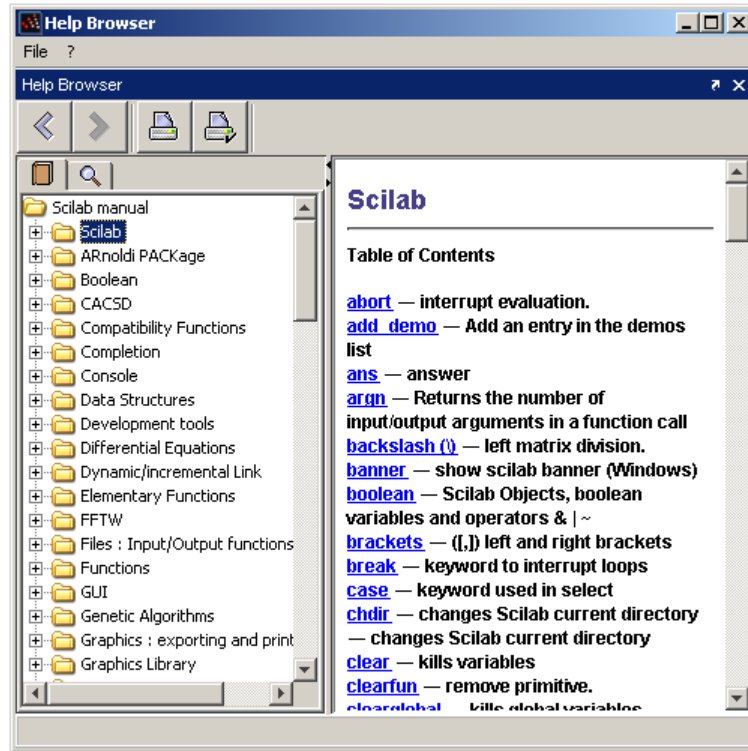 Help Browser
File ?
Help Browser
Scilab manual
Scilab
ARnoldi PACKage
Boolean
CACSD
Compatibility Functions
Completion
Console
Data Structures
Development tools
Differential Equations
Dynamic/incremental Link
Elementary Functions
FFTW
Files : Input/Output functions
Functions
GUI
Genetic Algorithms
Graphics : exporting and print
Graphics Library
Scilab
Table of Contents
abort — interrupt evaluation.
add_demo — Add an entry in the demos
list
ans — answer
argn — Returns the number of
input/output arguments in a function call
backslash (\) — left matrix division.
banner — show scilab banner (Windows)
boolean — Scilab Objects, boolean
variables and operators & | ~
brackets — ([,]) left and right brackets
break — keyword to interrupt loops
case — keyword used in select
chdir — changes Scilab current directory
— changes Scilab current directory
clear — kills variables
clearfun — remove primitive.
clearglobal — kills global variables